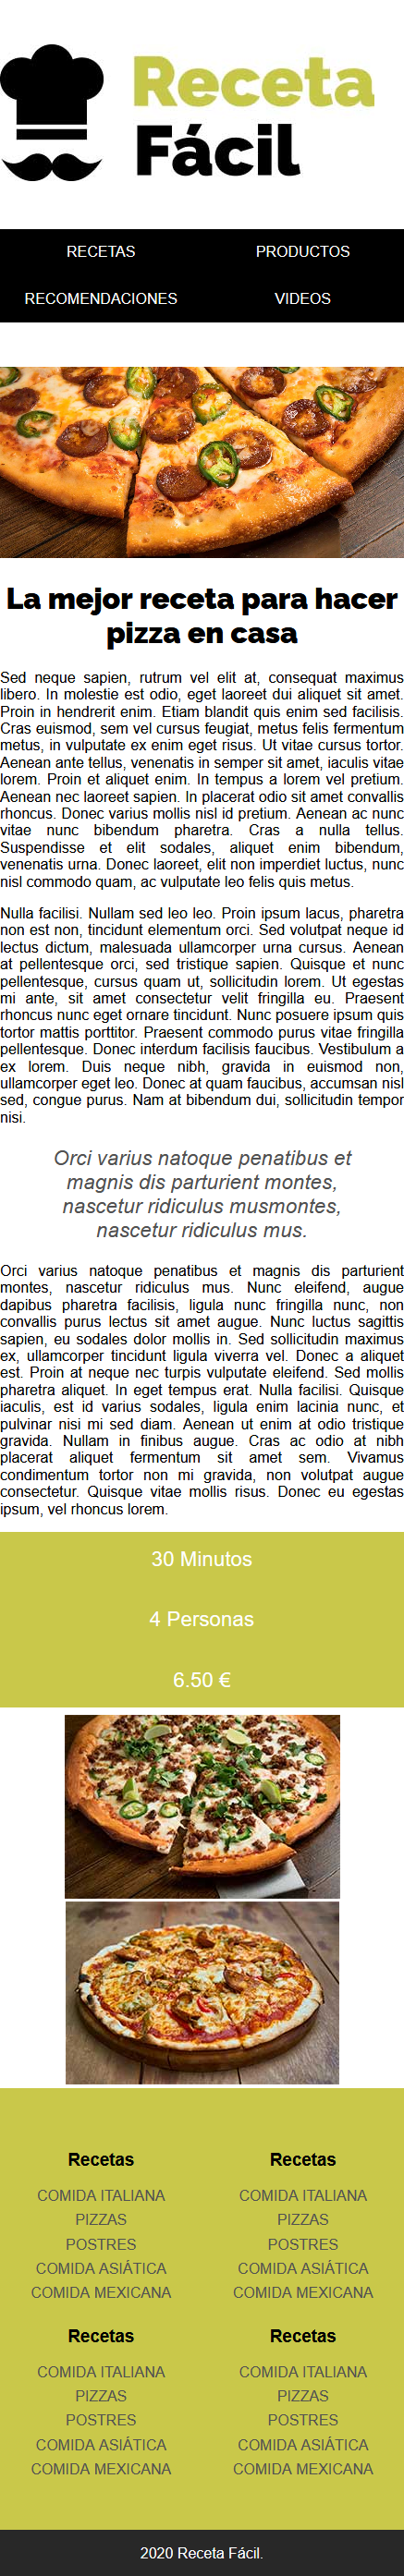 Receta
Fácil
RECETAS PRODUCTOS
RECOMENDACIONES VIDEOS
La mejor receta para hacer
pizza en casa
Sed neque sapien, rutrum vel elit at, consequat maximus
libero. In molestie est odio, eget laoreet dui aliquet sit amet.
Proin in hendrerit enim. Etiam blandit quis enim sed facilisis.
Cras euismod, sem vel cursus feugiat, metus felis fermentum
metus, in vulputate ex enim eget risus. Ut vitae cursus tortor.
Aenean ante tellus, venenatis in semper sit amet, iaculis vitae
lorem. Proin et aliquet enim. In tempus a lorem vel pretium.
Aenean nec laoreet sapien. In placerat odio sit amet convallis
rhoncus. Donec varius mollis nisl id pretium. Aenean ac nunc
vitae nunc bibendum pharetra. Cras a nulla tellus.
Suspendisse et elit sodales, aliquet enim bibendum,
venenatis urna. Donec laoreet, elit non imperdiet luctus, nunc
nisl commodo quam, ac vulputate leo felis quis metus.
Nulla facilisi. Nullam sed leo leo. Proin ipsum lacus, pharetra
non est non, tincidunt elementum orci. Sed volutpat neque id
lectus dictum, malesuada ullamcorper urna cursus. Aenean
at pellentesque orci, sed tristique sapien. Quisque et nunc
pellentesque, cursus quam ut, sollicitudin lorem. Ut egestas
mi ante, sit amet consectetur velit fringilla eu. Praesent
rhoncus nunc eget ornare tincidunt. Nunc posuere ipsum quis
tortor mattis porttitor. Praesent commodo purus vitae fringilla
pellentesque. Donec interdum facilisis faucibus. Vestibulum a
ex lorem. Duis neque nibh, gravida in euismod non,
ullamcorper eget leo. Donec at quam faucibus, accumsan nisl
sed, congue purus. Nam at bibendum dui, sollicitudin tempor
nisi.
Orci varius natoque penatibus et
magnis dis parturient montes,
nascetur ridiculus musmontes,
nascetur ridiculus mus.
Orci varius natoque penatibus et magnis dis parturient
montes, nascetur ridiculus mus. Nunc eleifend, augue
dapibus pharetra facilisis, ligula nunc fringilla nunc, non
convallis purus lectus sit amet augue. Nunc luctus sagittis
sapien, eu sodales dolor mollis in. Sed sollicitudin maximus
ex, ullamcorper tincidunt ligula viverra vel. Donec a aliquet
est. Proin at neque nec turpis vulputate eleifend. Sed mollis
pharetra aliquet. In eget tempus erat. Nulla facilisi. Quisque
iaculis, est id varius sodales, ligula enim lacinia nunc, et
pulvinar nisi mi sed diam. Aenean ut enim at odio tristique
gravida. Nullam in finibus augue. Cras ac odio at nibh
placerat aliquet fermentum sit amet sem. Vivamus
condimentum tortor non mi gravida, non volutpat augue
consectetur. Quisque vitae mollis risus. Donec eu egestas
ipsum, vel rhoncus lorem.
30 Minutos
4 Personas
6.50 €
Recetas
COMIDA ITALIANA
PIZZAS
POSTRES
COMIDA ASIÁTICA
COMIDA MEXICANA
Recetas
COMIDA ITALIANA
PIZZAS
POSTRES
COMIDA ASIÁTICA
COMIDA MEXICANA
Recetas
COMIDA ITALIANA
PIZZAS
POSTRES
COMIDA ASIÁTICA
COMIDA MEXICANA
Recetas
COMIDA ITALIANA
PIZZAS
POSTRES
COMIDA ASIÁTICA
COMIDA MEXICANA
2020 Receta Fácil.